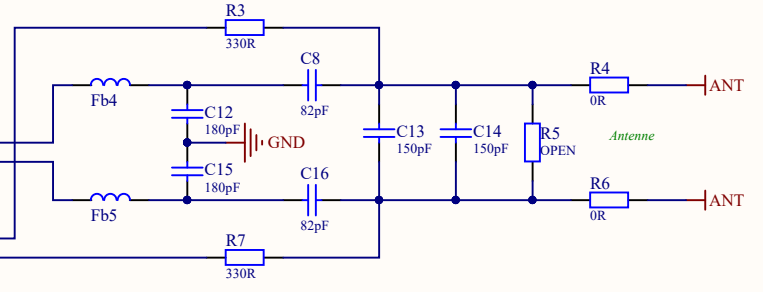 R3
330R
Fb4
C12
180pF
GND
C15
180pF
Fb5
C8
82pF
C16
82pF
C13
150pF
C14
150pF
R5
OPEN
R4
0R
ANT
Antenne
R6
0R
ANT
R7
330R